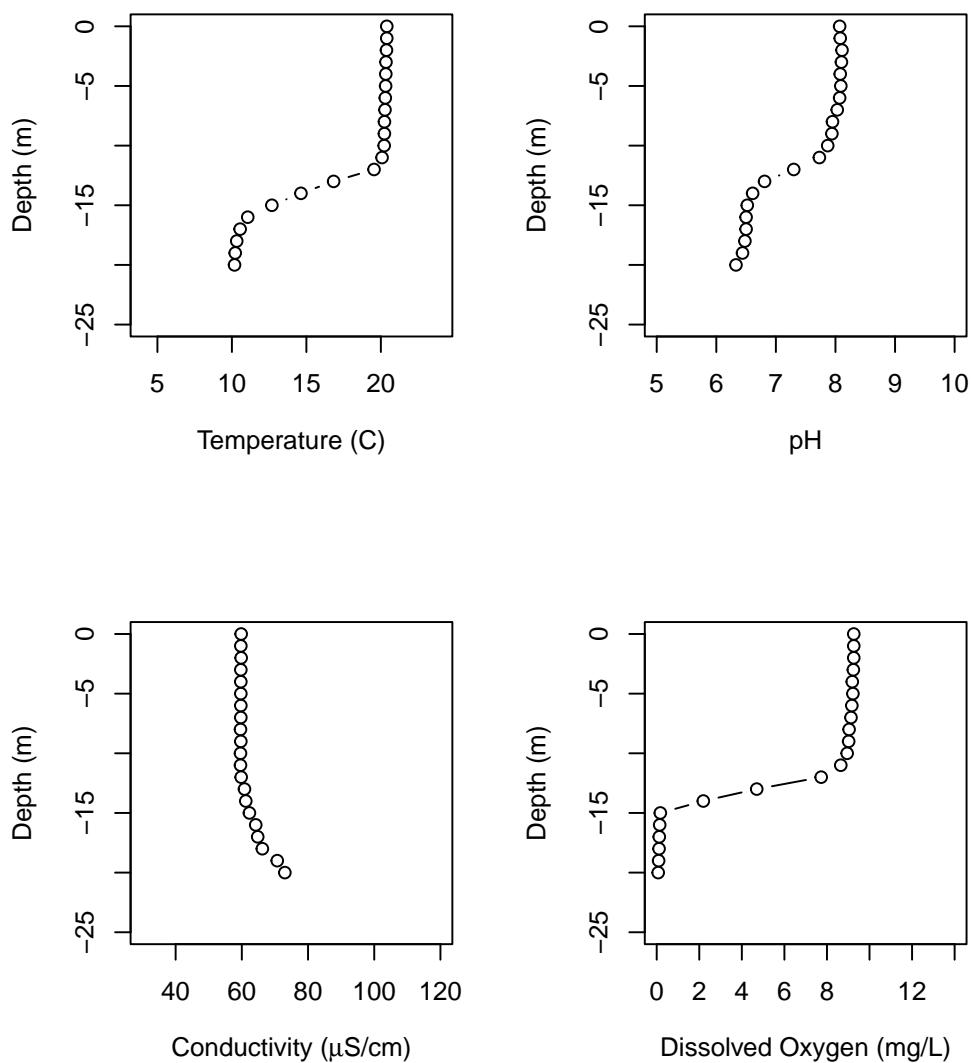 0
−5
−15
−25
Depth (m)
5 10 15 20
Temperature (C)
0
−5
−15
−25
Depth (m)
5 6 7 8 9 10
pH
0
−5
−15
−25
Depth (m)
40 60 80 100 120
Conductivity (μS/cm)
0
−5
−15
−25
Depth (m)
0 2 4 6 8 12
Dissolved Oxygen (mg/L)